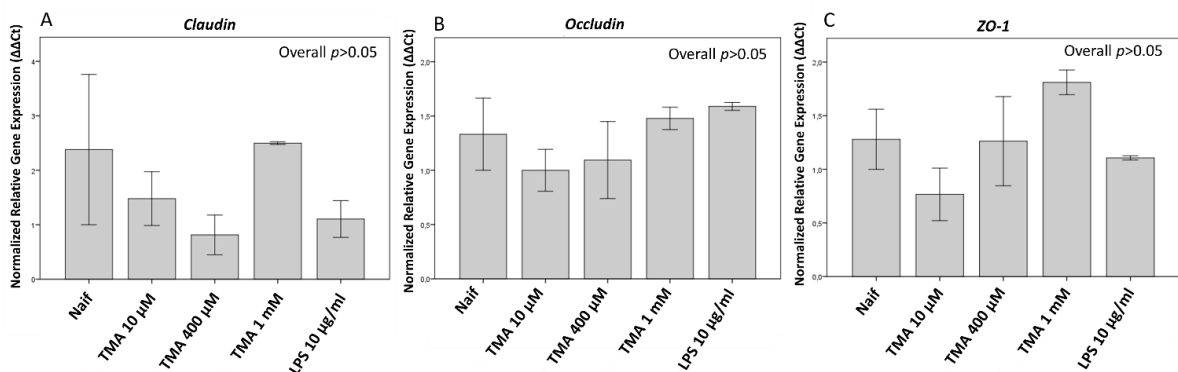 A
Claudin
Overall p>0.05
Normalized Relative Gene Expression (ΔΔCt)
4
3
2
1
0
Naif
TMA 10 µM
TMA 400 µM
TMA 1 mM
LPS 10 µg/ml
B
Occludin
Overall p>0.05
Normalized Relative Gene Expression (ΔΔCt)
2,0
1,5
1,0
0,5
0,0
Naif
TMA 10 µM
TMA 400 µM
TMA 1 mM
LPS 10 µg/ml
C
ZO-1
Overall p>0.05
Normalized Relative Gene Expression (ΔΔCt)
2,0
1,5
1,0
0,5
0,0
Naif
TMA 10 µM
TMA 400 µM
TMA 1 mM
LPS 10 µg/ml